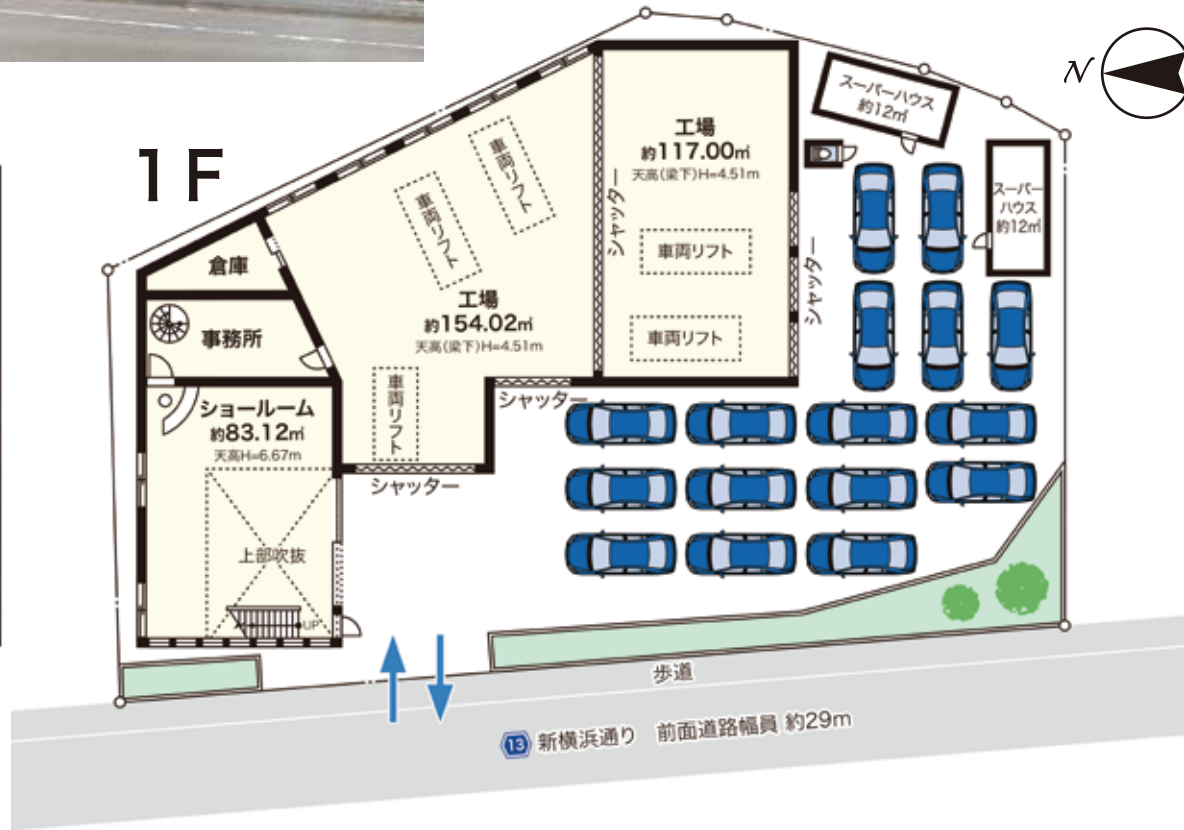 1F
N
スーパーハウス
約12㎡
工場
約117.00㎡
天高(梁下)H=4.51m
スーパー
ハウス
約12㎡
車両リフト
車両リフト
シャッター
車両リフト
シャッター
倉庫
工場
約154.02㎡
天高(梁下)H=4.51m
事務所
車両リフト
車両リフト
シャッター
ショールーム
約83.12㎡
天高H=6.67m
シャッター
上部吹抜
UP
歩道
13 新横浜通り 前面道路幅員 約29m